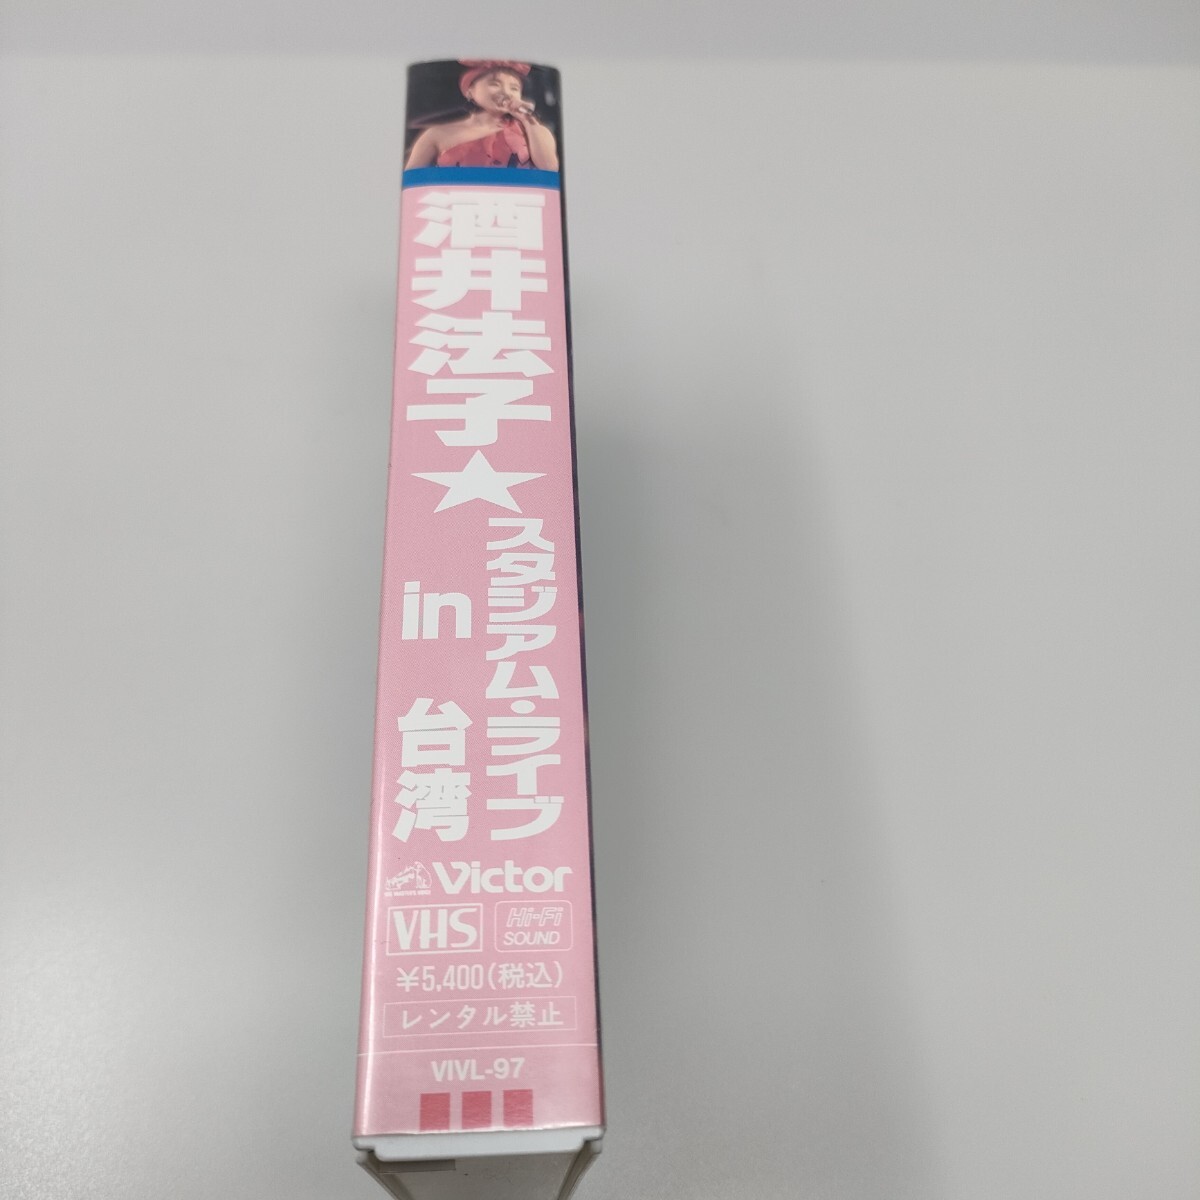 酒井法子★
スタジアム・ライブ
in 台湾
Victor
VHS
Hi-Fi
SOUND
¥5,400(税込)
レンタル禁止
VIVL-97